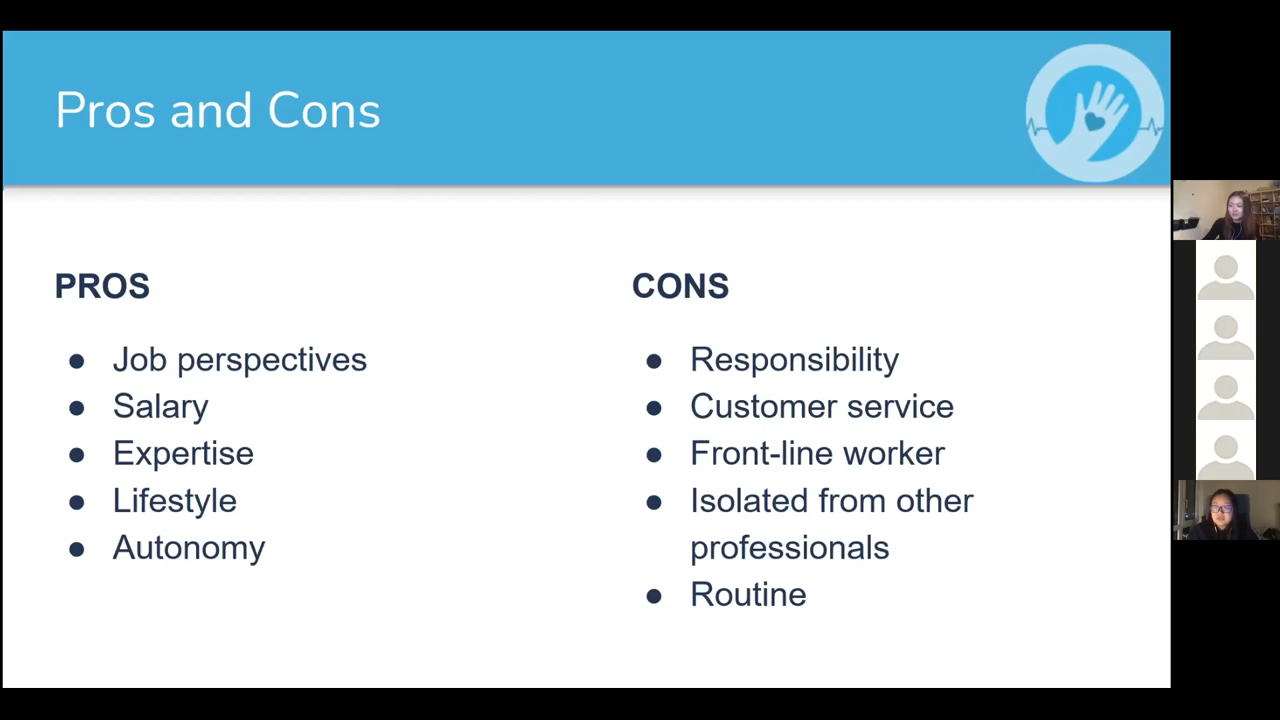 Pros and Cons
PROS
● Job perspectives
● Salary
● Expertise
● Lifestyle
● Autonomy
CONS
● Responsibility
● Customer service
● Front-line worker
● Isolated from other
professionals
● Routine